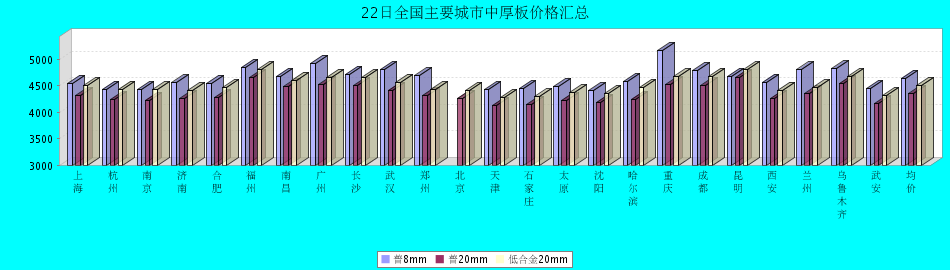 22日全国主要城市中厚板价格汇总
5000
4500
4000
3500
3000
上海 杭州 南京 济南 合肥 福州 南昌 广州 长沙 武汉 郑州 北京 天津 石家庄 太原 沈阳 哈尔滨 重庆 成都 昆明 西安 兰州 乌鲁木齐 武安 均价
普8mm 普20mm 低合金20mm